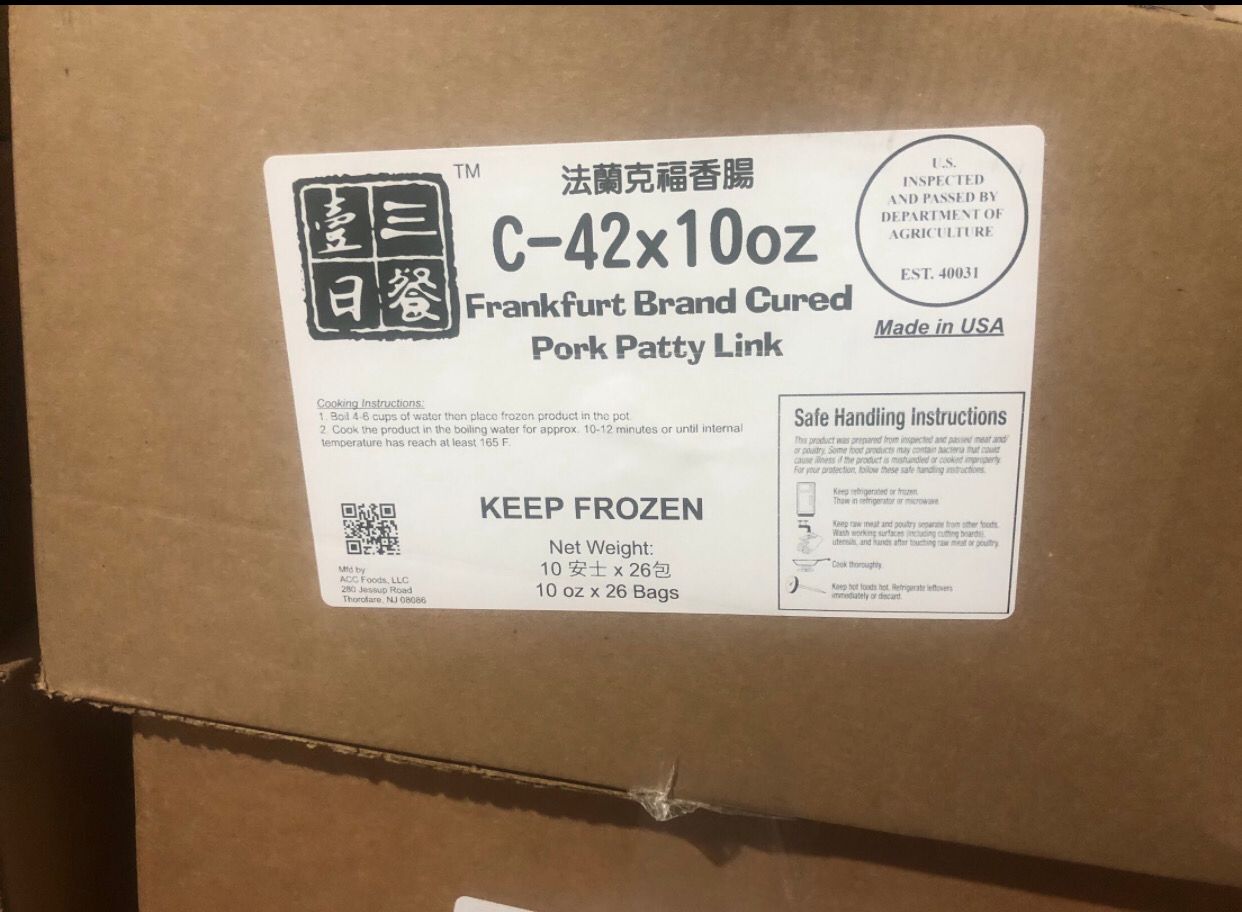 壹三
日餐
TM
法蘭克福香腸
C-42x10oz
Frankfurt Brand Cured
Pork Patty Link
U.S.
INSPECTED
AND PASSED BY
DEPARTMENT OF
AGRICULTURE
EST. 40031
Made in USA
Cooking Instructions:
1. Boil 4-6 cups of water then place frozen product in the pot
2. Cook the product in the boiling water for approx. 10-12 minutes or until internal
temperature has reach at least 165 F.
KEEP FROZEN
Net Weight:
10 安士 x 26包
10 oz x 26 Bags
Mfd by
ACC Foods, LLC
280 Jessup Road
Thorofare, NJ 08086
Safe Handling Instructions
This product was prepared from inspected and passed meat and/
or poultry. Some food products may contain bacteria that could
cause illness if the product is mishandled or cooked improperly.
For your protection, follow these safe handling instructions.
Keep refrigerated or frozen.
Thaw in refrigerator or microwave.
Keep raw meat and poultry separate from other foods.
Wash working surfaces (including cutting boards),
utensils, and hands after touching raw meat or poultry.
Cook thoroughly.
Keep hot foods hot. Refrigerate leftovers
immediately or discard.